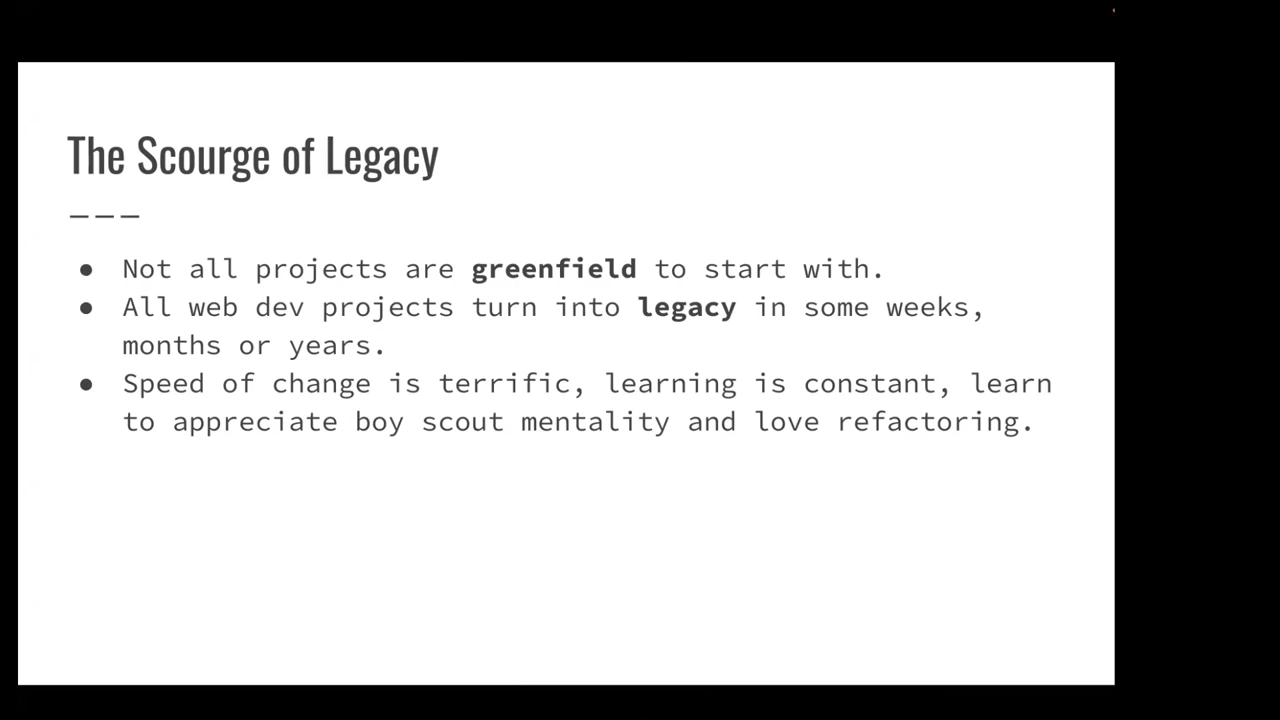 The Scourge of Legacy
———
● Not all projects are greenfield to start with.
● All web dev projects turn into legacy in some weeks,
months or years.
● Speed of change is terrific, learning is constant, learn
to appreciate boy scout mentality and love refactoring.